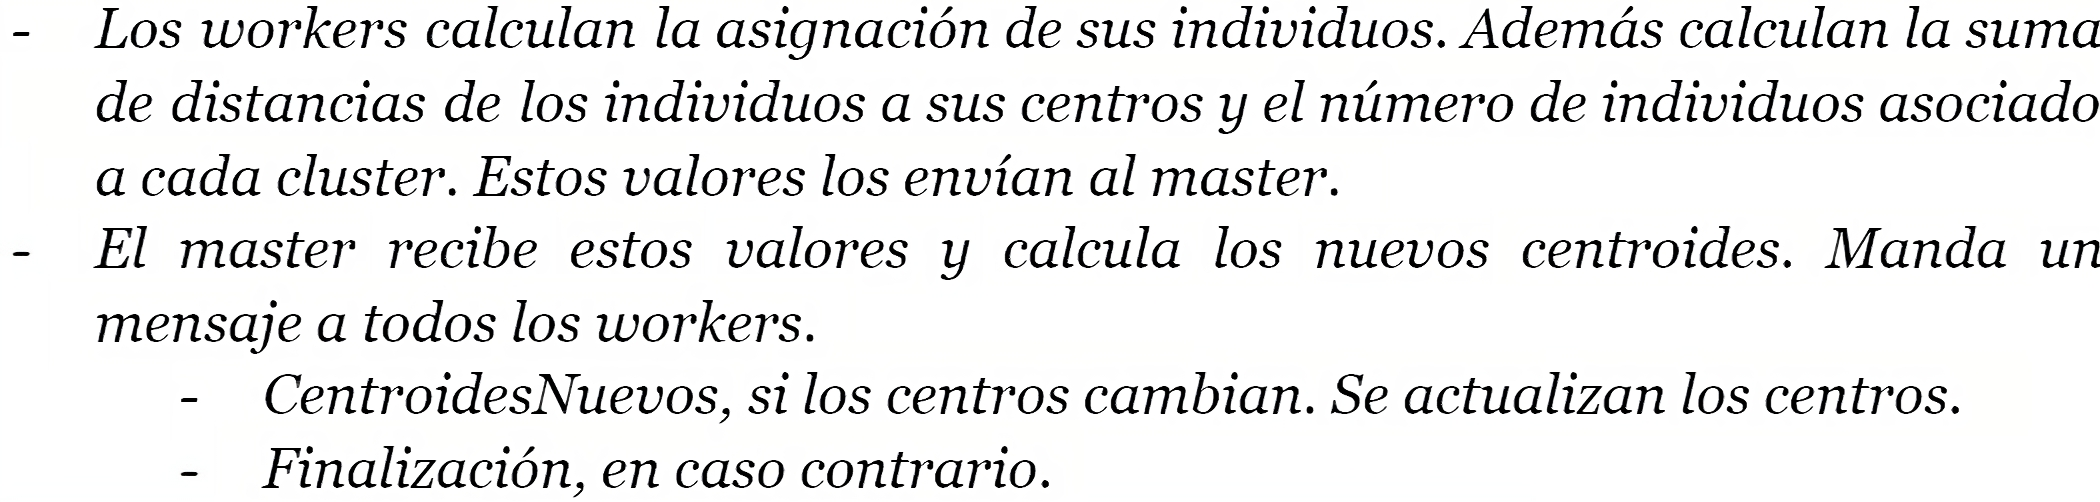 - Los workers calculan la asignación de sus individuos. Además calculan la suma
de distancias de los individuos a sus centros y el número de individuos asociado
a cada cluster. Estos valores los envían al master.
- El master recibe estos valores y calcula los nuevos centroides. Manda un
mensaje a todos los workers.
- CentroidesNuevos, si los centros cambian. Se actualizan los centros.
- Finalización, en caso contrario.